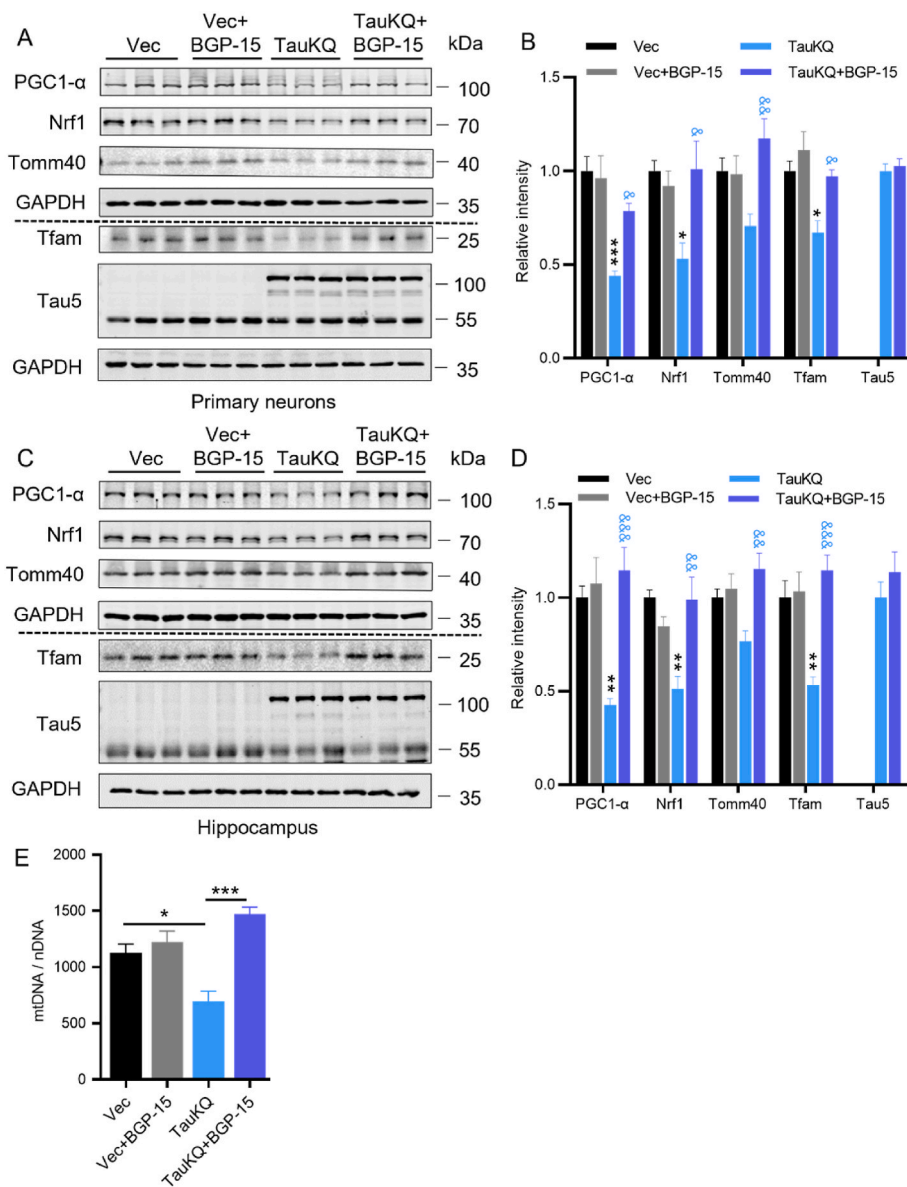 A
Vec
Vec+
BGP-15
TauKQ
TauKQ+
BGP-15
kDa
PGC1-α
100
Nrf1
70
Tomm40
40
GAPDH
35
Tfam
25
Tau5
100
55
GAPDH
35
Primary neurons
B
Vec
TauKQ
Vec+BGP-15
TauKQ+BGP-15
Relative intensity
1.5
1.0
0.5
0.0
***
&
*
&
&&
*
&
PGC1-α Nrf1 Tomm40 Tfam Tau5
C
Vec
Vec+
BGP-15
TauKQ
TauKQ+
BGP-15
kDa
PGC1-α
100
Nrf1
70
Tomm40
40
GAPDH
35
Tfam
25
Tau5
100
55
GAPDH
35
Hippocampus
D
Vec
TauKQ
Vec+BGP-15
TauKQ+BGP-15
Relative intensity
1.5
1.0
0.5
0.0
**
&&&
**
&&
&&
**
&&&
PGC1-α Nrf1 Tomm40 Tfam Tau5
E
mtDNA / nDNA
2000
1500
1000
500
0
*
***
Vec
Vec+BGP-15
TauKQ
TauKQ+BGP-15